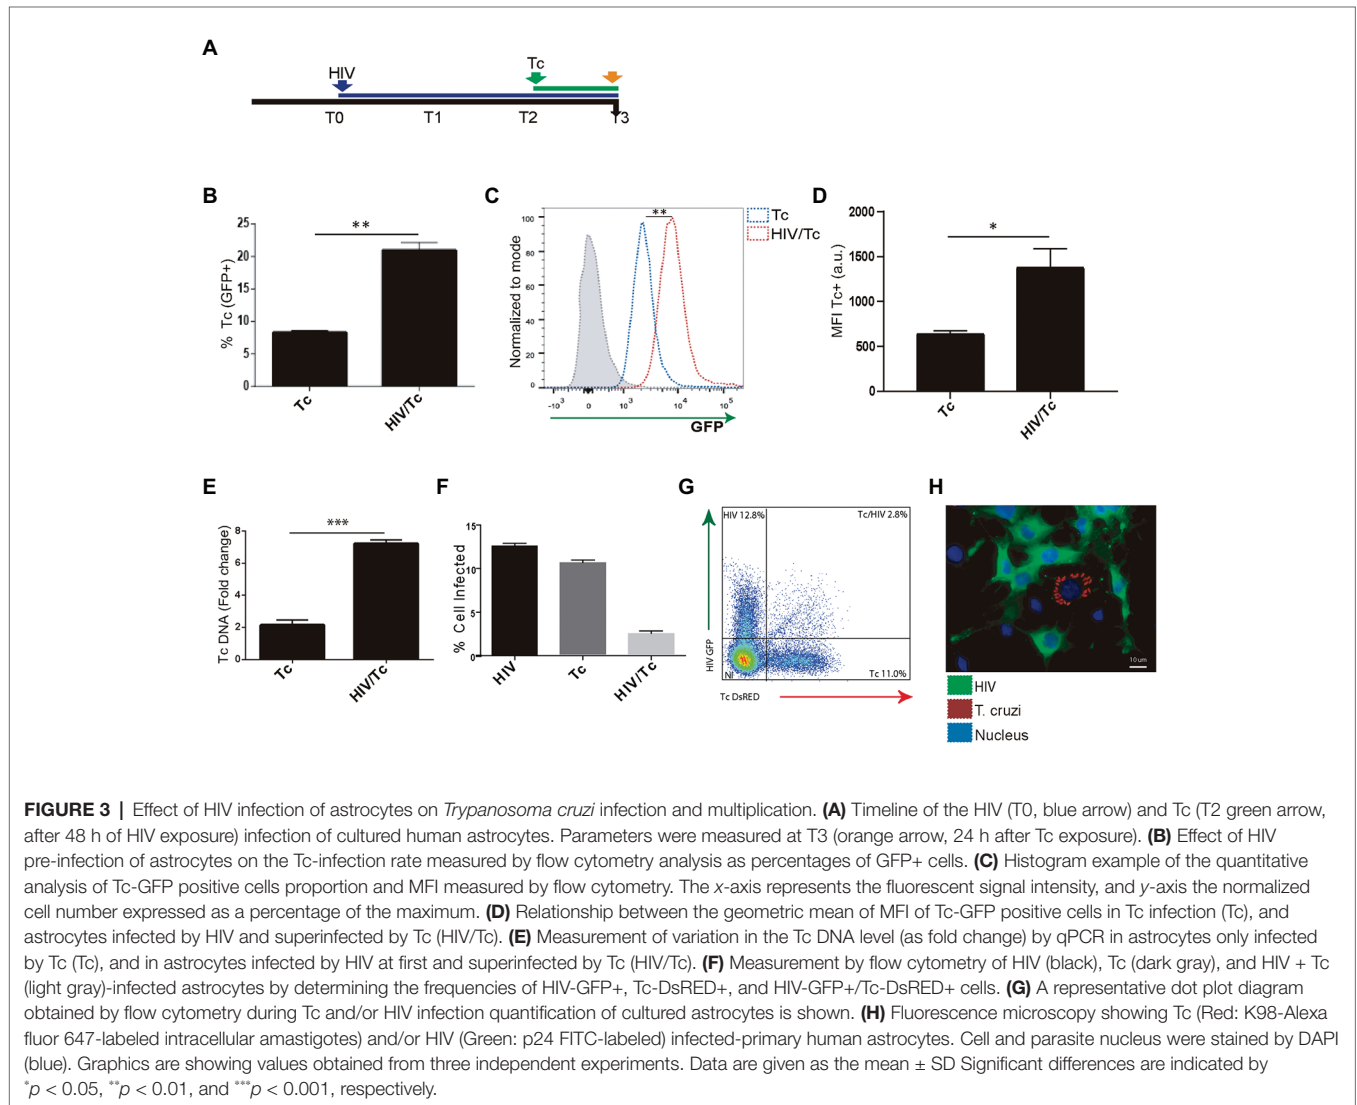 A
HIV
Tc
T0
T1
T2
T3
B
**
% Tc (GFP+)
25
20
15
10
5
0
Tc
HIV/Tc
C
**
Tc
HIV/Tc
Normalized to mode
100
80
60
40
20
0
-10³
0
10³
10⁴
10⁵
GFP
D
*
MFI Tc+ (a.u.)
2000
1500
1000
500
0
Tc
HIV/Tc
E
***
Tc DNA (Fold change)
8
6
4
2
0
Tc
HIV/Tc
F
% Cell Infected
15
10
5
0
HIV
Tc
HIV/Tc
G
HIV 12.8%
Tc/HIV 2.8%
HIV GFP
NI
Tc 11.0%
Tc DsRED
H
10 um
HIV
T. cruzi
Nucleus
FIGURE 3 | Effect of HIV infection of astrocytes on Trypanosoma cruzi infection and multiplication. (A) Timeline of the HIV (T0, blue arrow) and Tc (T2 green arrow,
after 48 h of HIV exposure) infection of cultured human astrocytes. Parameters were measured at T3 (orange arrow, 24 h after Tc exposure). (B) Effect of HIV
pre-infection of astrocytes on the Tc-infection rate measured by flow cytometry analysis as percentages of GFP+ cells. (C) Histogram example of the quantitative
analysis of Tc-GFP positive cells proportion and MFI measured by flow cytometry. The x-axis represents the fluorescent signal intensity, and y-axis the normalized
cell number expressed as a percentage of the maximum. (D) Relationship between the geometric mean of MFI of Tc-GFP positive cells in Tc infection (Tc), and
astrocytes infected by HIV and superinfected by Tc (HIV/Tc). (E) Measurement of variation in the Tc DNA level (as fold change) by qPCR in astrocytes only infected
by Tc (Tc), and in astrocytes infected by HIV at first and superinfected by Tc (HIV/Tc). (F) Measurement by flow cytometry of HIV (black), Tc (dark gray), and HIV + Tc
(light gray)-infected astrocytes by determining the frequencies of HIV-GFP+, Tc-DsRED+, and HIV-GFP+/Tc-DsRED+ cells. (G) A representative dot plot diagram
obtained by flow cytometry during Tc and/or HIV infection quantification of cultured astrocytes is shown. (H) Fluorescence microscopy showing Tc (Red: K98-Alexa
fluor 647-labeled intracellular amastigotes) and/or HIV (Green: p24 FITC-labeled) infected-primary human astrocytes. Cell and parasite nucleus were stained by DAPI
(blue). Graphics are showing values obtained from three independent experiments. Data are given as the mean ± SD Significant differences are indicated by
*p < 0.05, **p < 0.01, and ***p < 0.001, respectively.